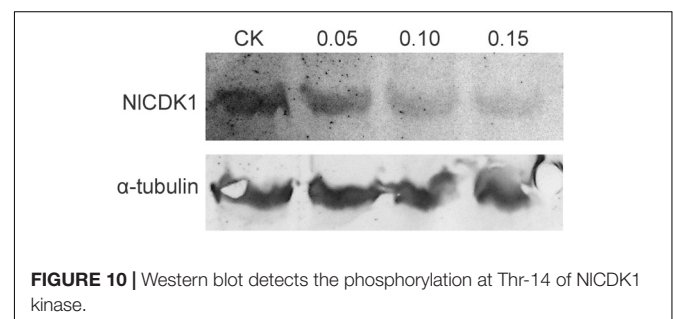 CK 0.05 0.10 0.15
NlCDK1
α-tubulin
FIGURE 10 | Western blot detects the phosphorylation at Thr-14 of NlCDK1
kinase.